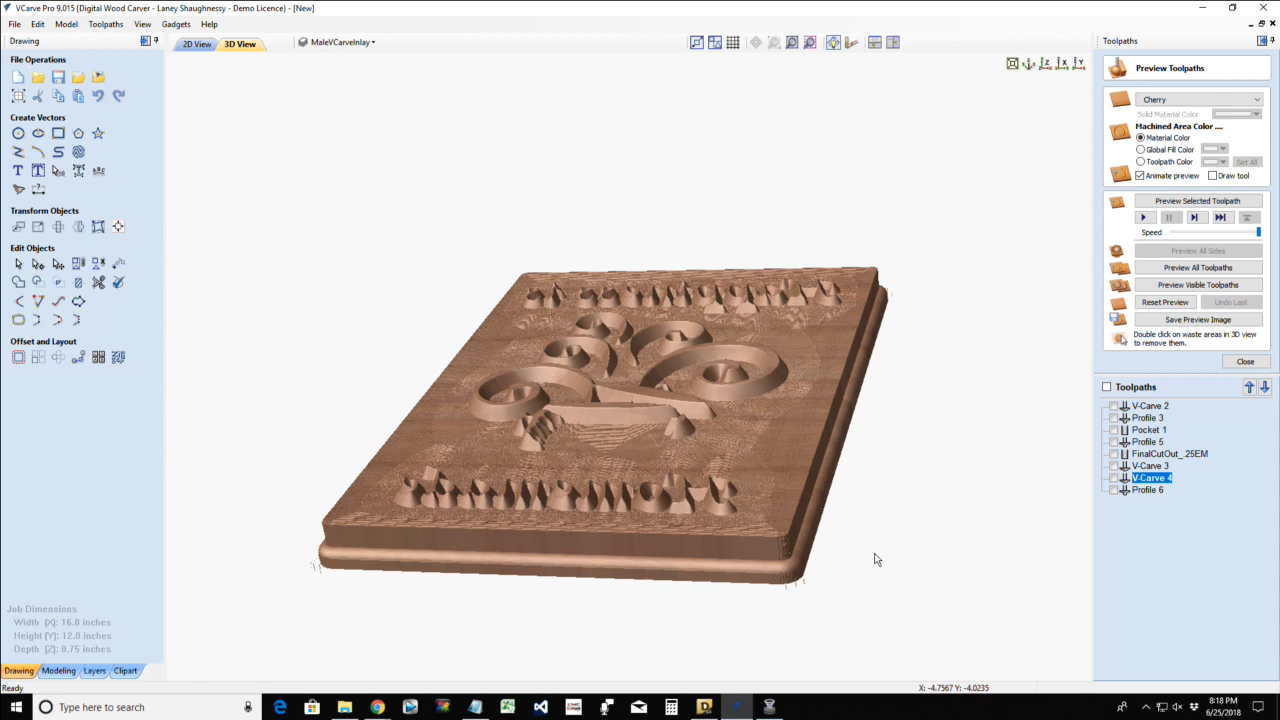 VCarve Pro 9.015 [Digital Wood Carver - Laney Shaughnessy - Demo Licence] - [New]
File Edit Model Toolpaths View Gadgets Help
Drawing
File Operations
Create Vectors
Transform Objects
Edit Objects
Offset and Layout
Job Dimensions
Width (X): 16.0 inches
Height (Y): 12.0 inches
Depth (Z): 0.75 inches
Drawing Modeling Layers Clipart
2D View 3D View MaleVCarveInlay
Z X Y
Toolpaths
Preview Toolpaths
Cherry
Solid Material Color
Machined Area Color ....
Material Color
Global Fill Color
Toolpath Color Set All
Animate preview Draw tool
Preview Selected Toolpath
Speed
Preview All Sides
Preview All Toolpaths
Preview Visible Toolpaths
Reset Preview Undo Last
Save Preview Image
Double click on waste areas in 3D view
to remove them.
Close
Toolpaths
V-Carve 2
Profile 3
Pocket 1
Profile 5
FinalCutOut_.25EM
V-Carve 3
V-Carve 4
Profile 6
Ready X: -4.7567 Y: -4.0235
Type here to search
8:18 PM
6/25/2018